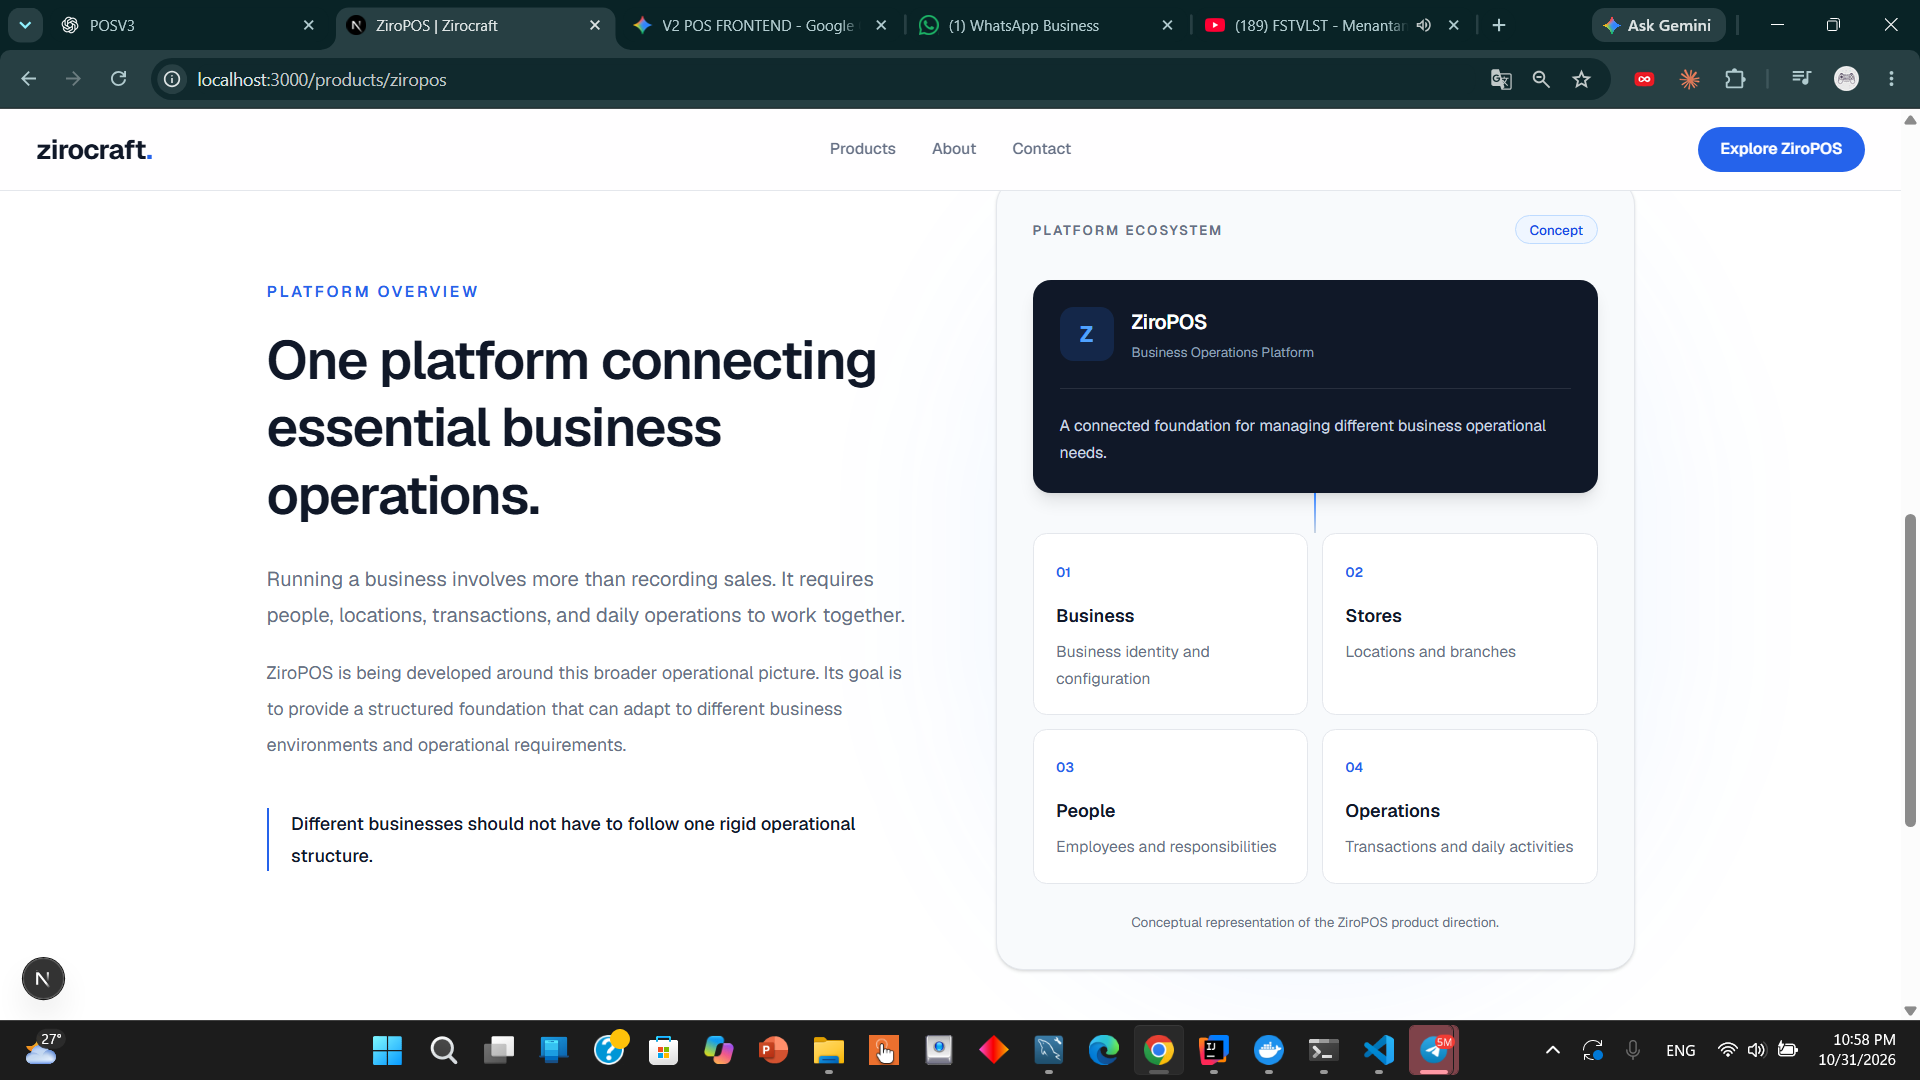 POSV3
ZiroPOS | Zirocraft
V2 POS FRONTEND - Google
(1) WhatsApp Business
(189) FSTVLST - Menantan
Ask Gemini
localhost:3000/products/ziropos
zirocraft.
Products
About
Contact
Explore ZiroPOS
PLATFORM OVERVIEW
One platform connecting
essential business
operations.
Running a business involves more than recording sales. It requires
people, locations, transactions, and daily operations to work together.
ZiroPOS is being developed around this broader operational picture. Its goal is
to provide a structured foundation that can adapt to different business
environments and operational requirements.
Different businesses should not have to follow one rigid operational
structure.
PLATFORM ECOSYSTEM
Concept
Z
ZiroPOS
Business Operations Platform
A connected foundation for managing different business operational
needs.
01
Business
Business identity and
configuration
02
Stores
Locations and branches
03
People
Employees and responsibilities
04
Operations
Transactions and daily activities
Conceptual representation of the ZiroPOS product direction.
N
27°
5M
ENG
10:58 PM
10/31/2026